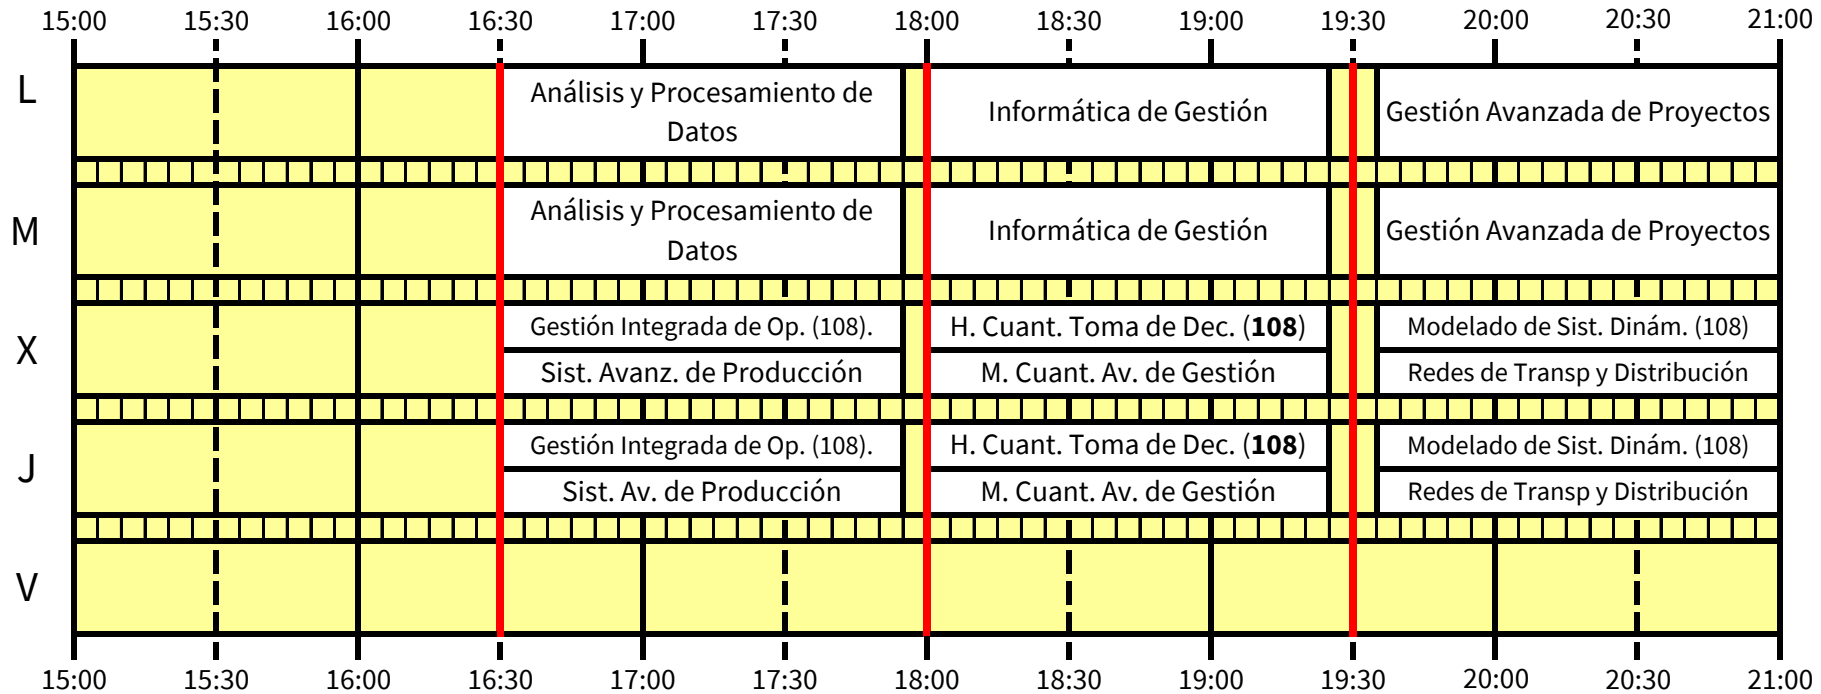 15:00 15:30 16:00 16:30 17:00 17:30 18:00 18:30 19:00 19:30 20:00 20:30 21:00
L
Análisis y Procesamiento de
Datos
Informática de Gestión
Gestión Avanzada de Proyectos
M
Análisis y Procesamiento de
Datos
Informática de Gestión
Gestión Avanzada de Proyectos
X
Gestión Integrada de Op. (108). H. Cuant. Toma de Dec. (108) Modelado de Sist. Dinám. (108)
Sist. Avanz. de Producción M. Cuant. Av. de Gestión Redes de Transp y Distribución
J
Gestión Integrada de Op. (108). H. Cuant. Toma de Dec. (108) Modelado de Sist. Dinám. (108)
Sist. Av. de Producción M. Cuant. Av. de Gestión Redes de Transp y Distribución
V
15:00 15:30 16:00 16:30 17:00 17:30 18:00 18:30 19:00 19:30 20:00 20:30 21:00